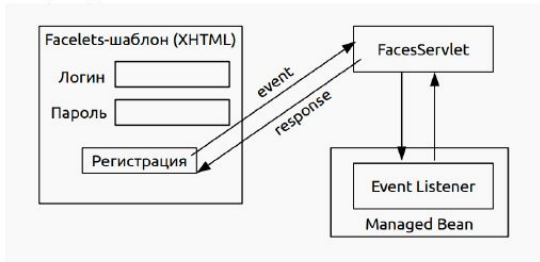 Facelets-шаблон (XHTML)
Логин
Пароль
Регистрация
event
response
FacesServlet
Event Listener
Managed Bean